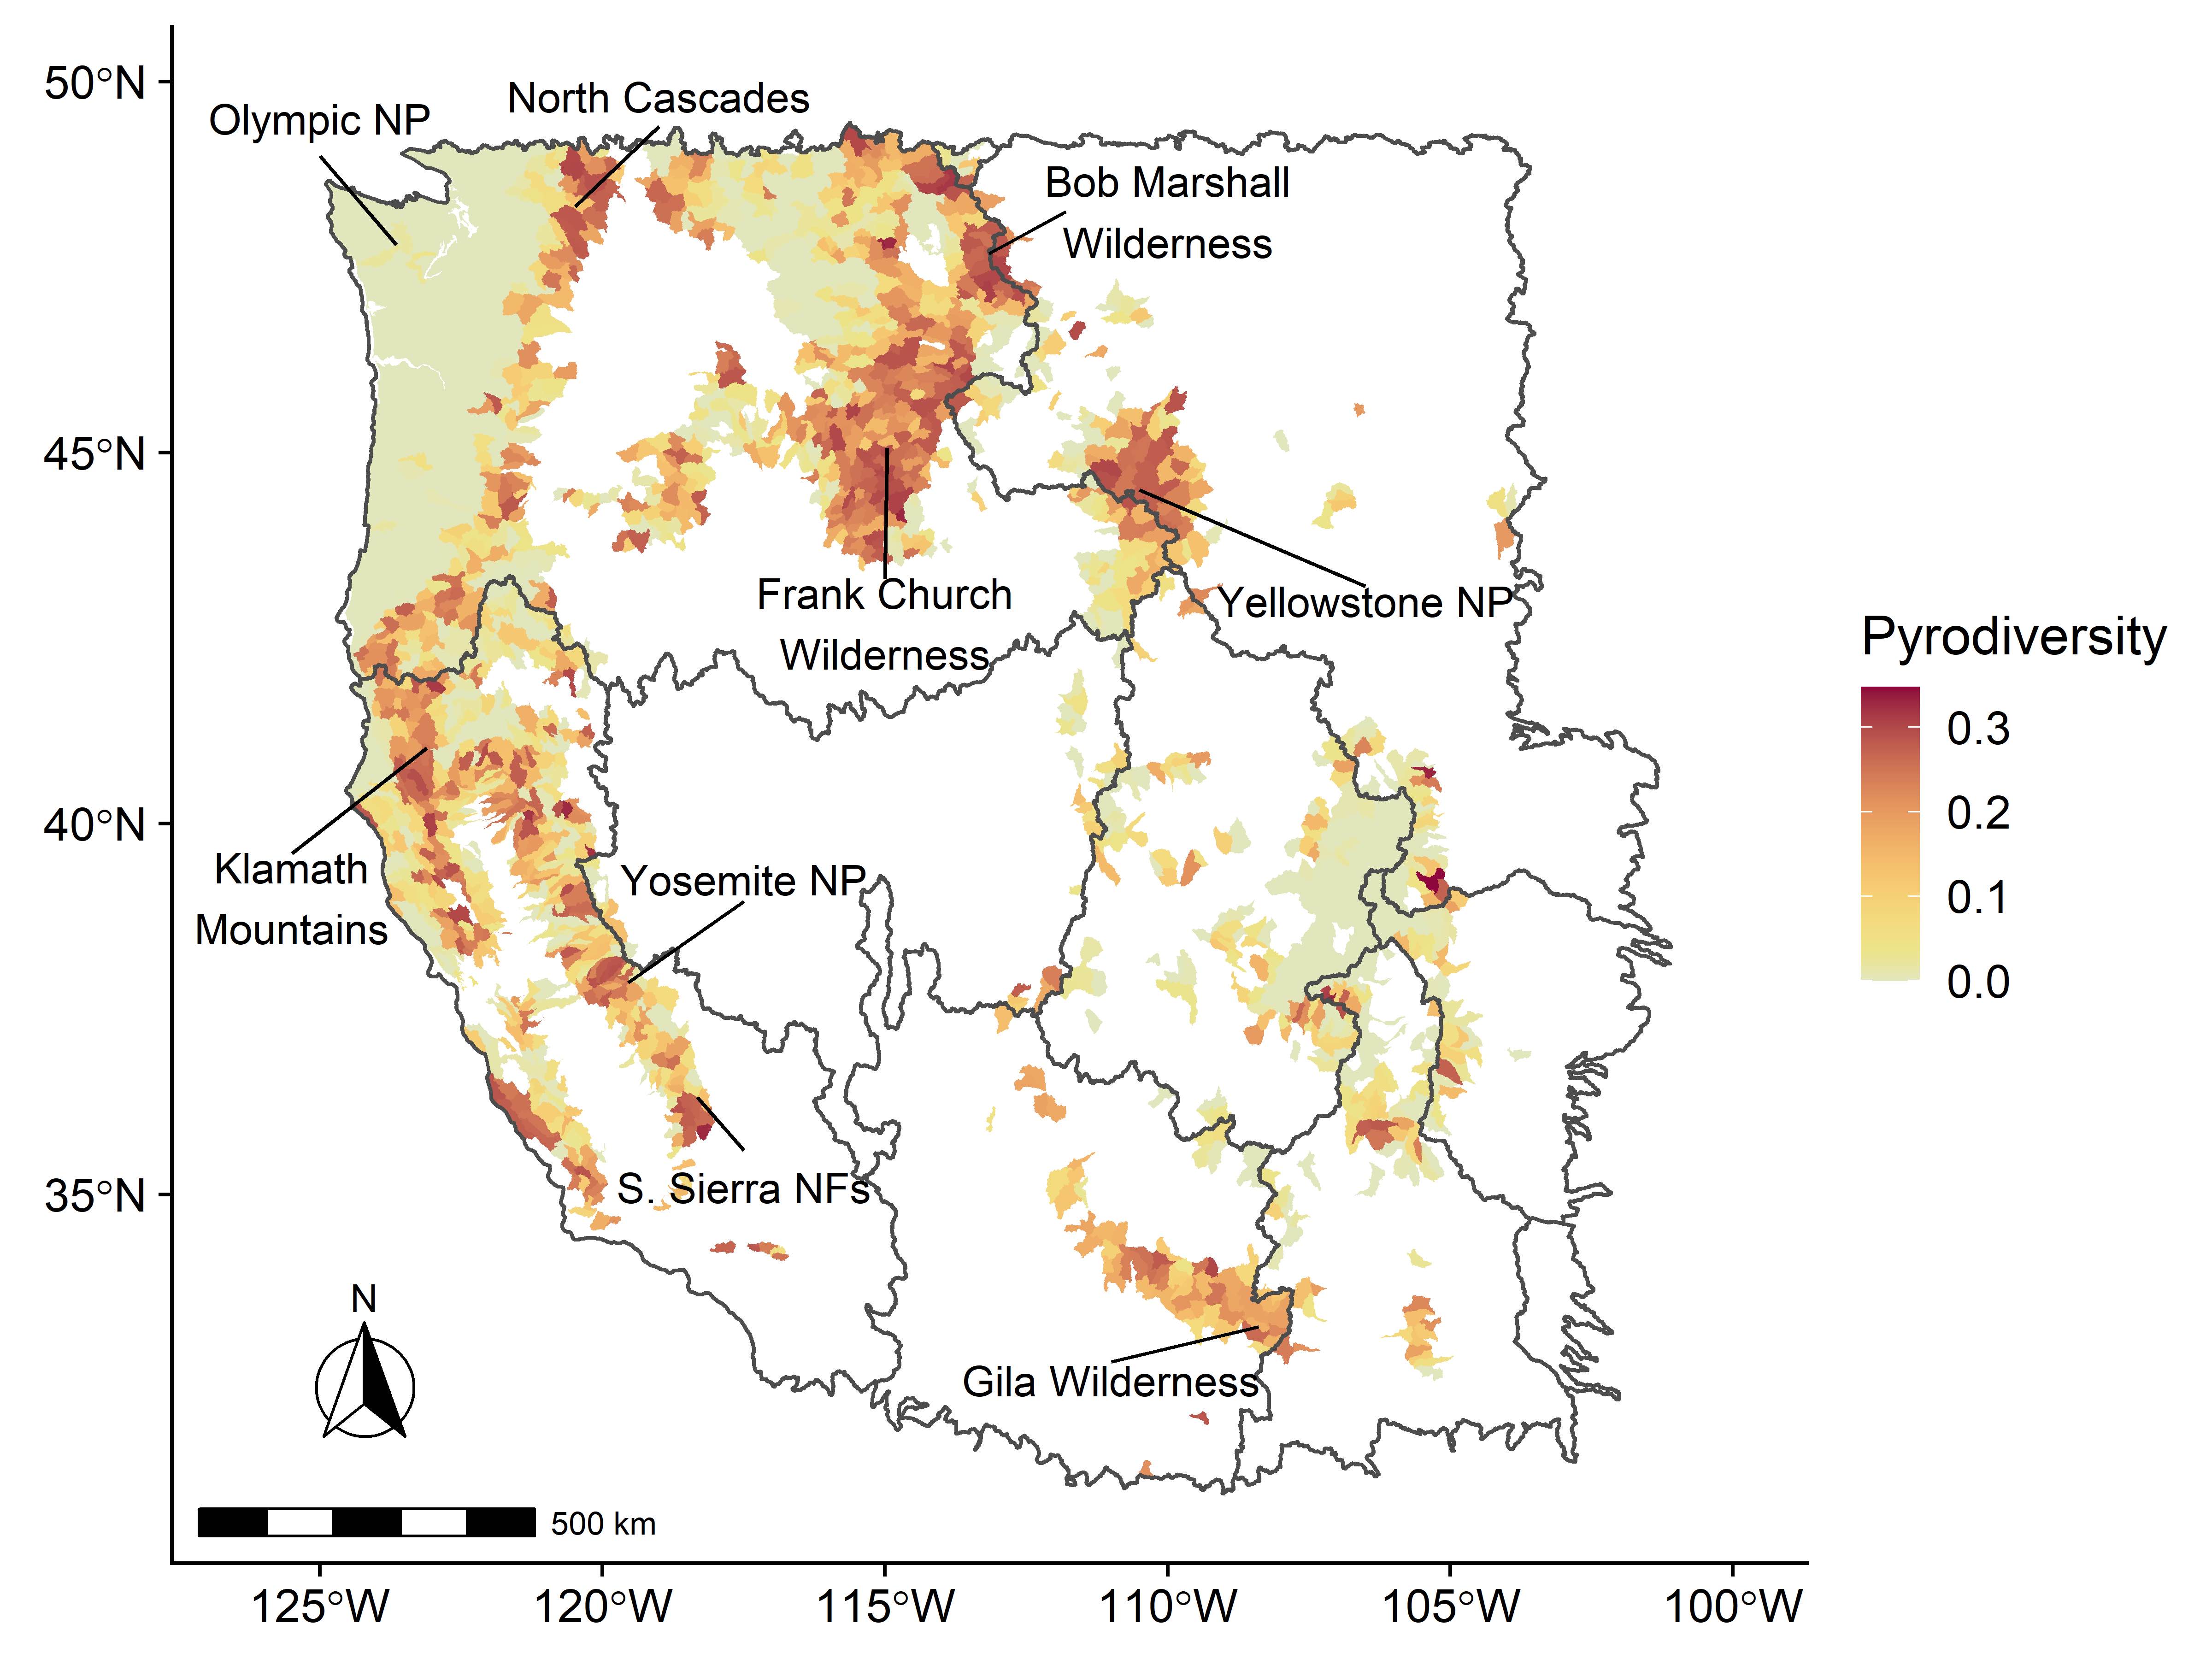 50°N
45°N
40°N
35°N
Olympic NP
North Cascades
Bob Marshall
Wilderness
Frank Church
Wilderness
Yellowstone NP
Klamath
Mountains
Yosemite NP
S. Sierra NFs
Gila Wilderness
N
500 km
125°W
120°W
115°W
110°W
105°W
100°W
Pyrodiversity
0.3
0.2
0.1
0.0